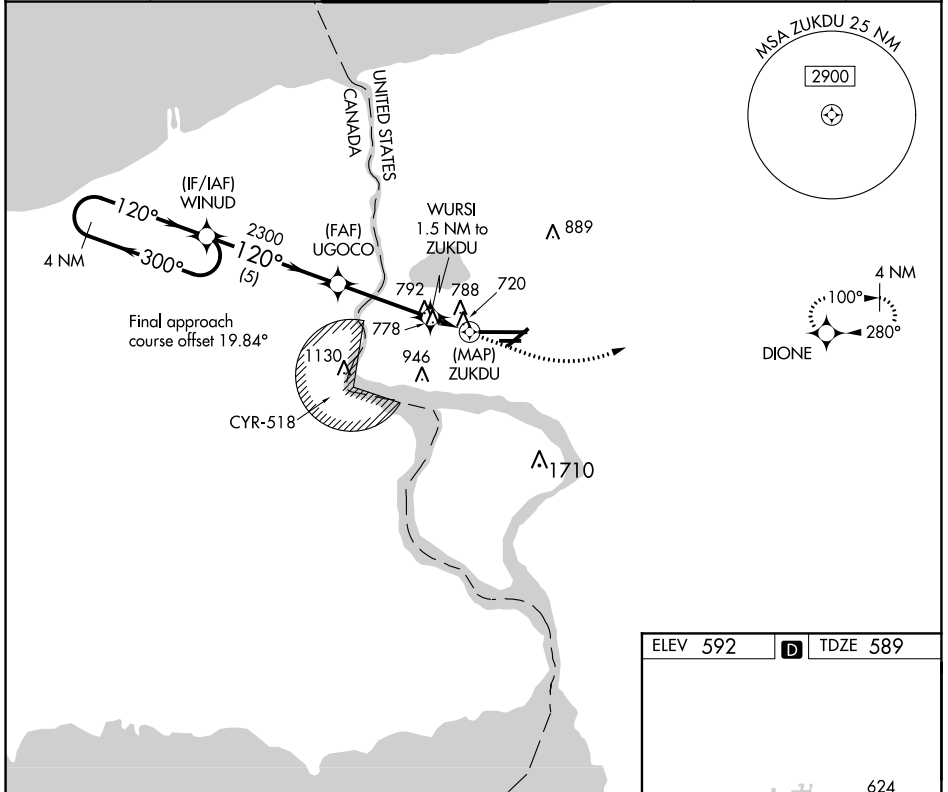 MSA ZUKDU 25 NM
2900
UNITED STATES
CANADA
(IF/IAF)
WINUD
120°
300°
4 NM
2300
120°
(5)
(FAF)
UGOCO
WURSI
1.5 NM to
ZUKDU
889
792
788
720
778
Final approach
course offset 19.84°
1130
946
(MAP)
ZUKDU
CYR-518
1710
4 NM
100°
280°
DIONE
ELEV 592
D
TDZE 589
624